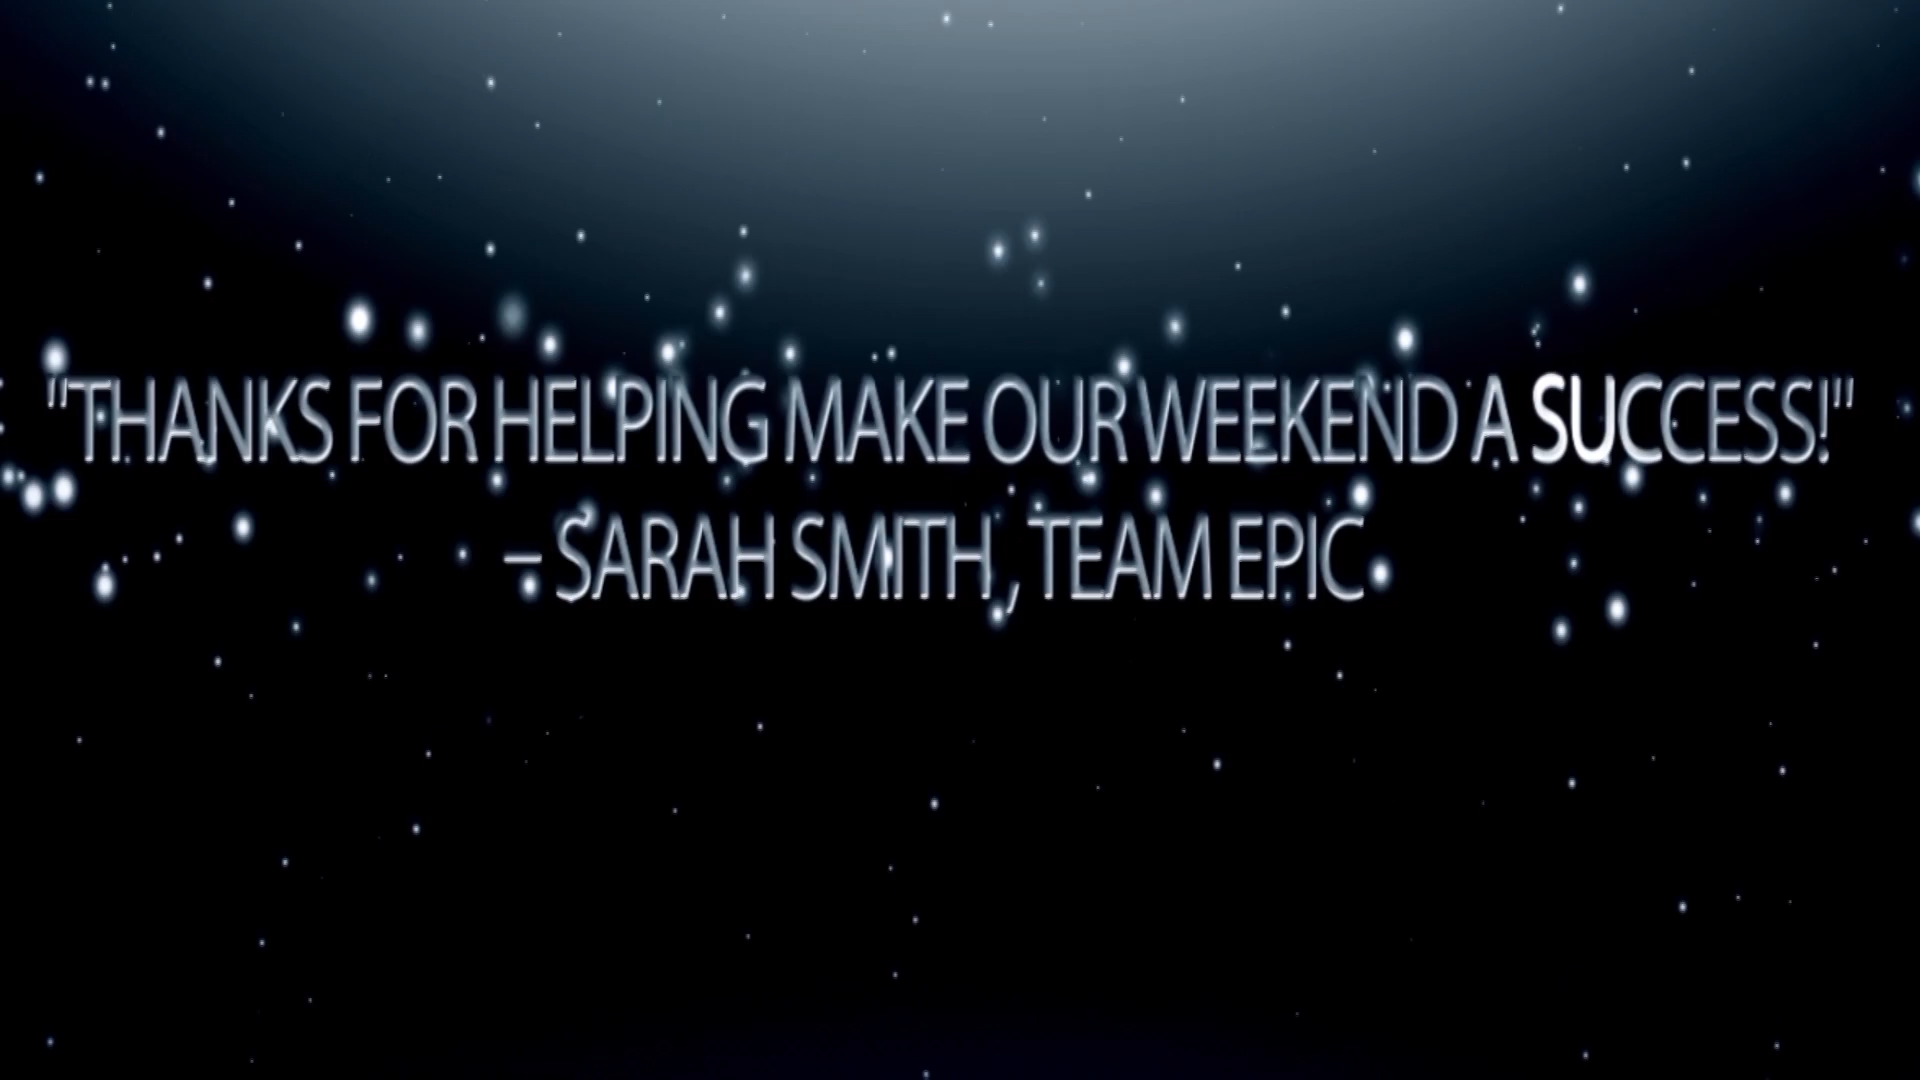 "THANKS FOR HELPING MAKE OUR WEEKEND A SUCCESS!"
– SARAH SMITH, TEAM EPIC